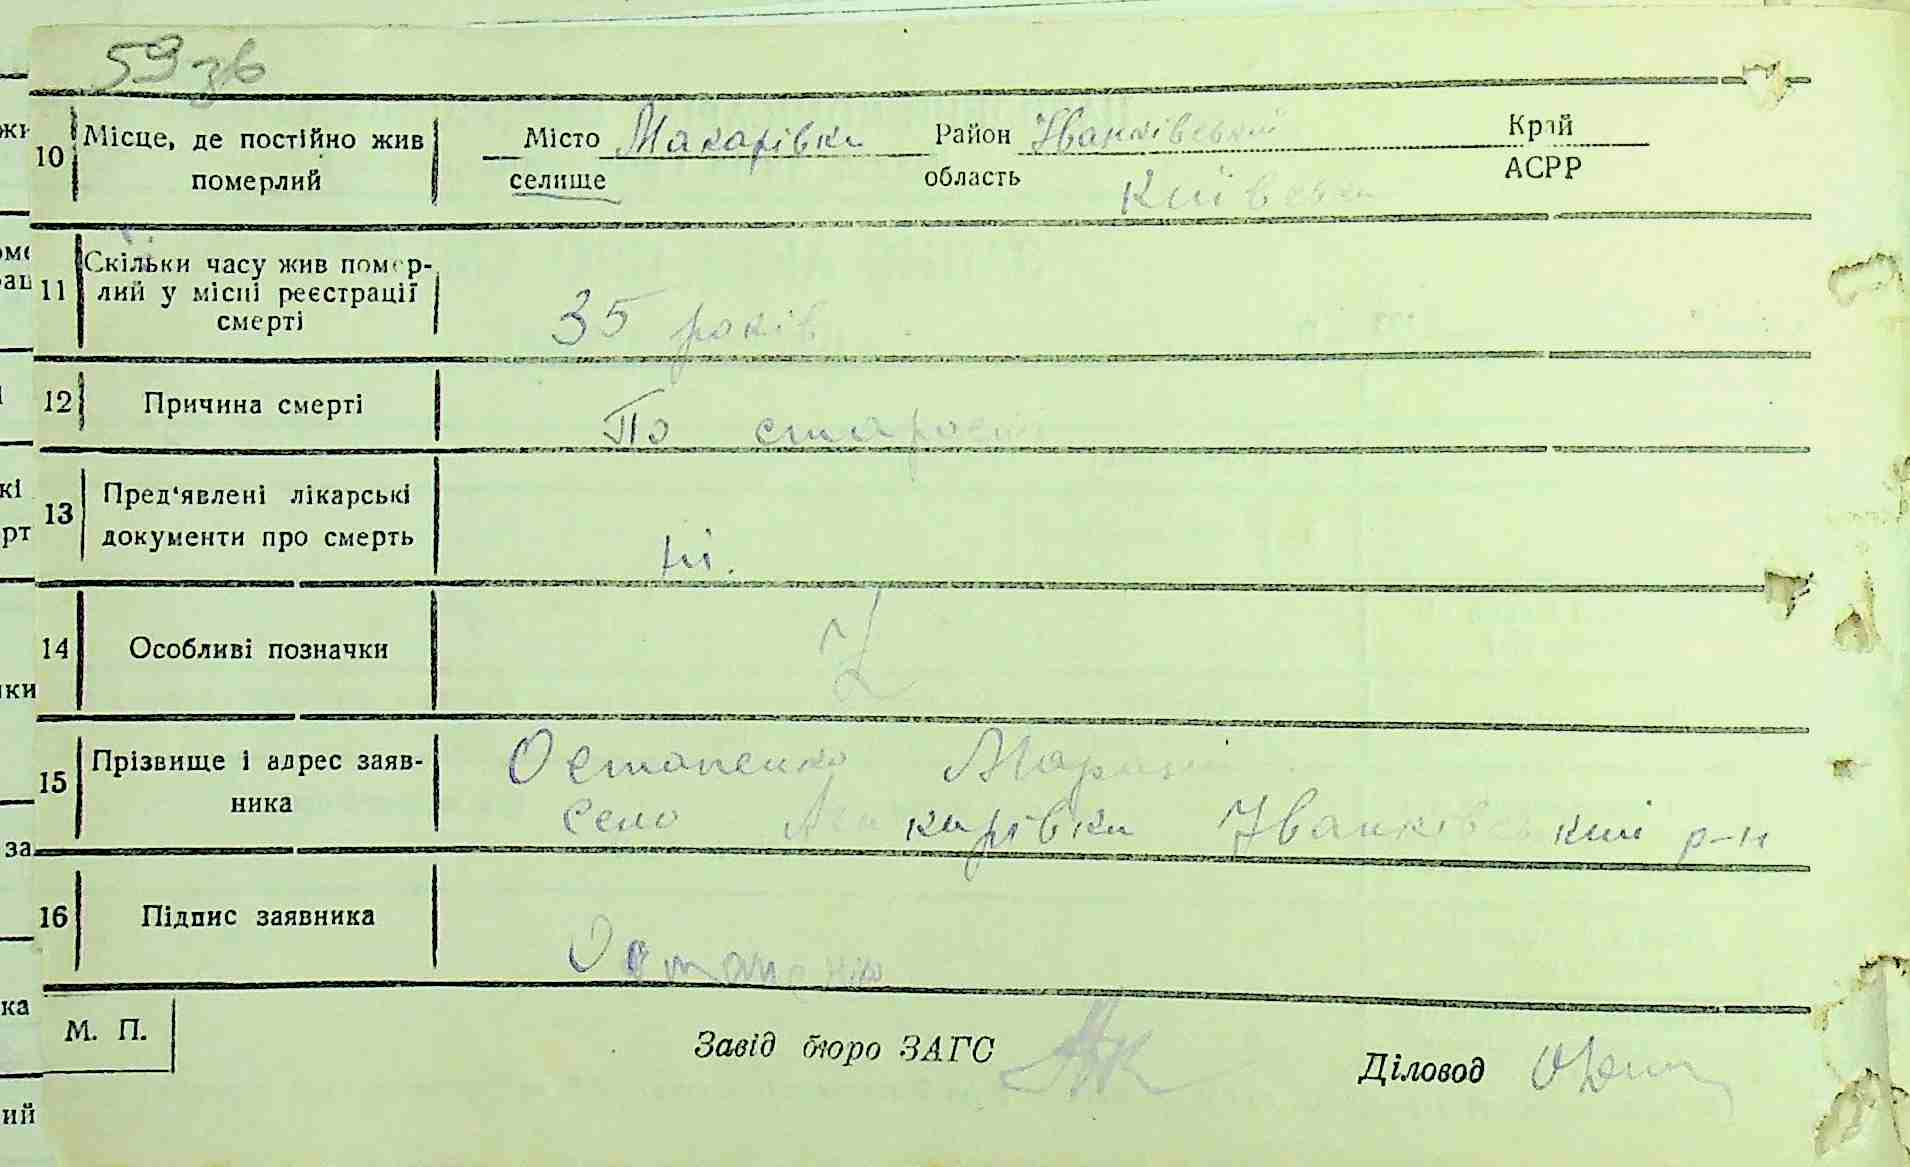 59 зв
10 Місце, де постійно жив Місто Макарівка Район Іванківський Край
померлий селище область Київська АСРР
11 Скільки часу жив помер-
лий у місці реєстрації
смерті
35 років
12 Причина смерті По старости
13 Пред'явлені лікарські
документи про смерть
ні.
14 Особливі позначки
15 Прізвище і адрес заяв-
ника
Остапенко
село Макарівка Іванківський р-н
16 Підпис заявника Остапенко
М. П. Завід бюро ЗАГС Діловод